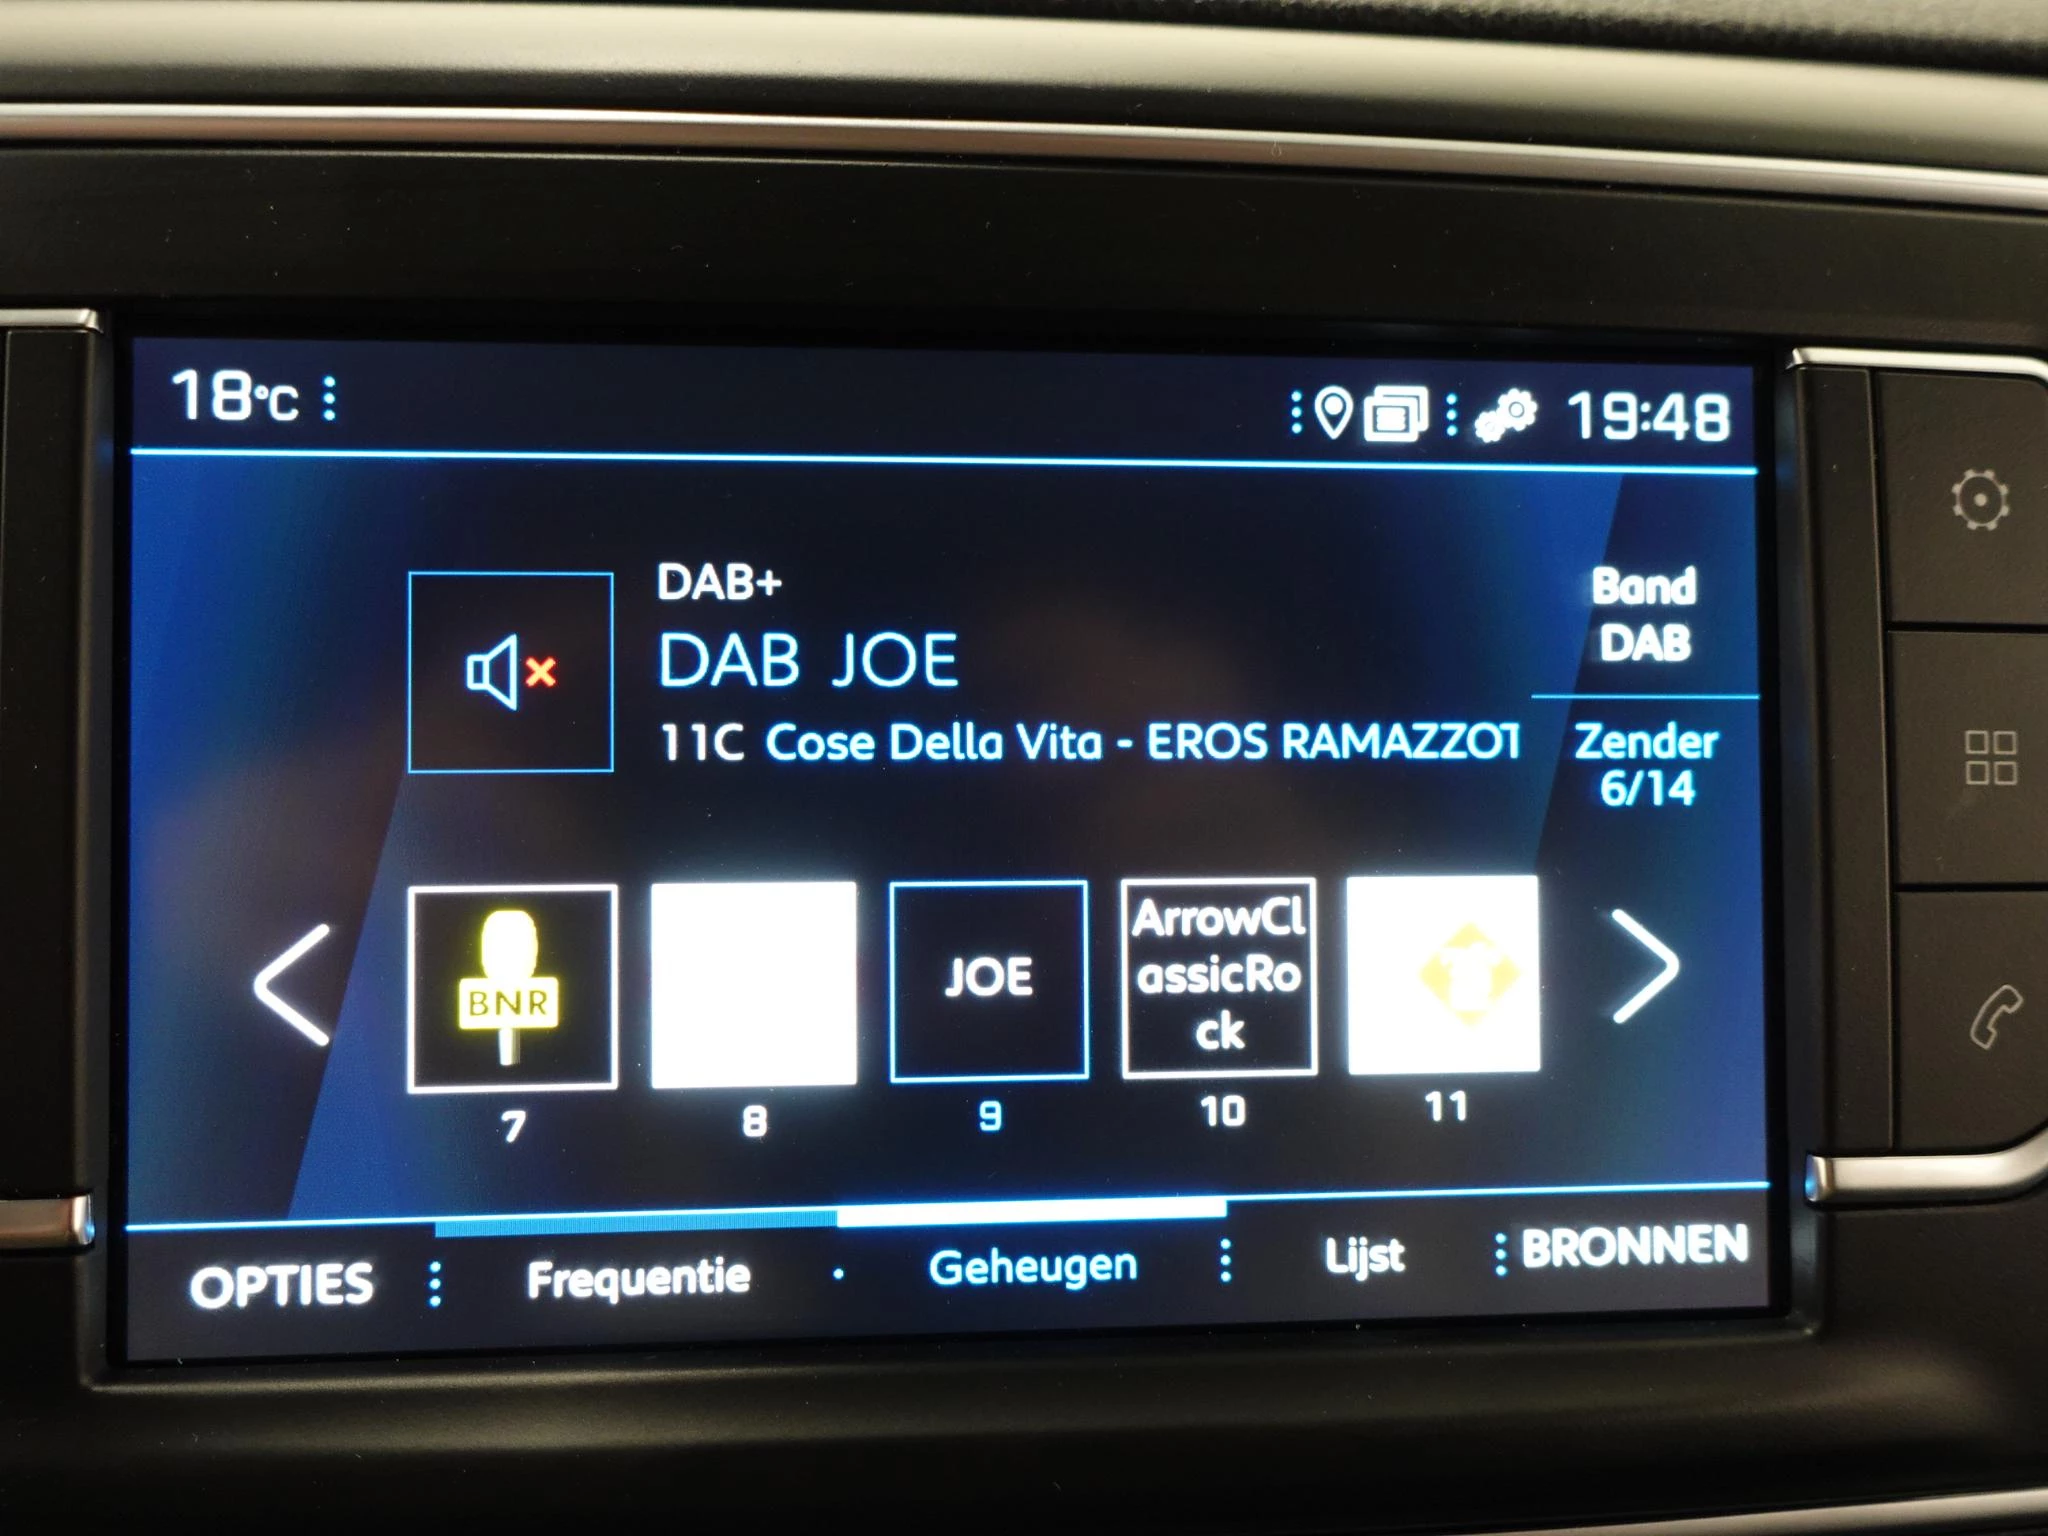 18°C
19:48
DAB+
DAB JOE
11C Cose Della Vita - EROS RAMAZZOT
Band
DAB
Zender
6/14
BNR
JOE
ArrowCl
assicRo
ck
7
8
9
10
11
OPTIES
Frequentie
Geheugen
Lijst
BRONNEN